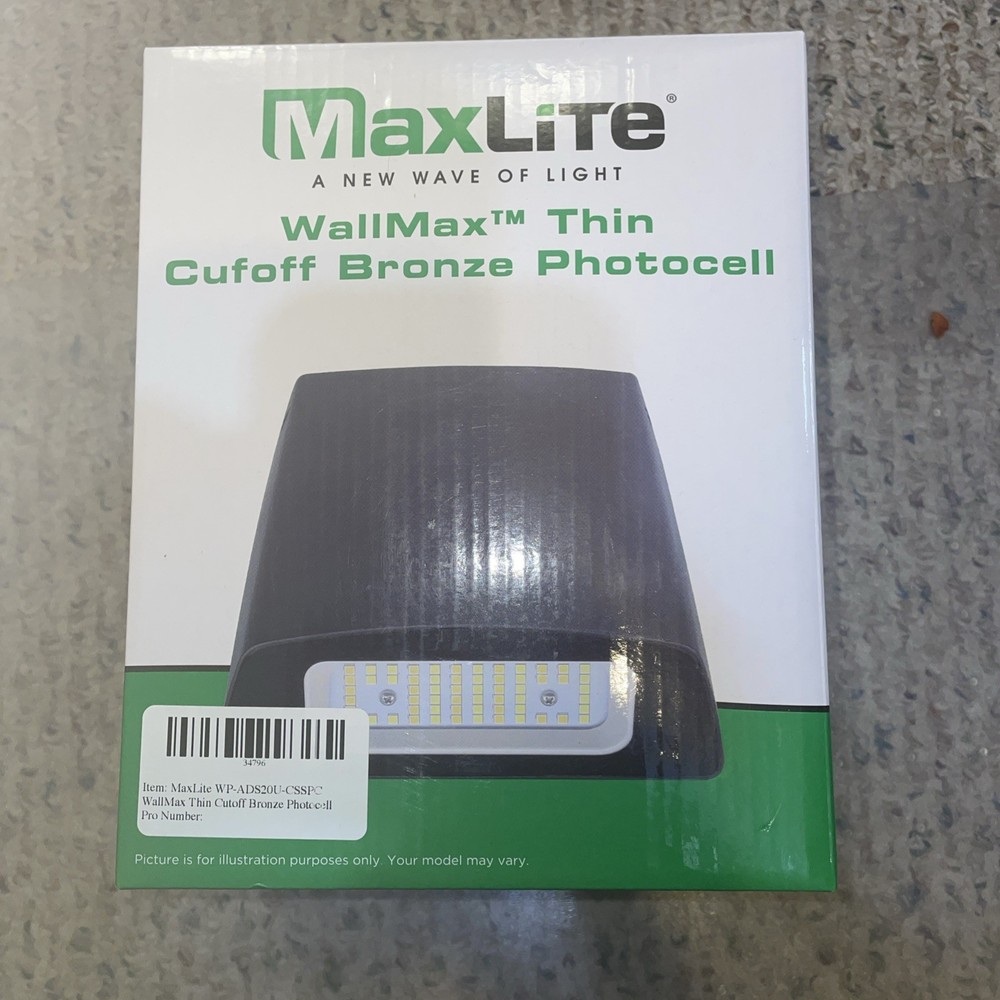 MaxLiTe®
A NEW WAVE OF LIGHT
WallMax™ Thin
Cufoff Bronze Photocell
34796
Item: MaxLite WP-ADS20U-CSSPC
WallMax Thin Cutoff Bronze Photocell
Pro Number:
Picture is for illustration purposes only. Your model may vary.